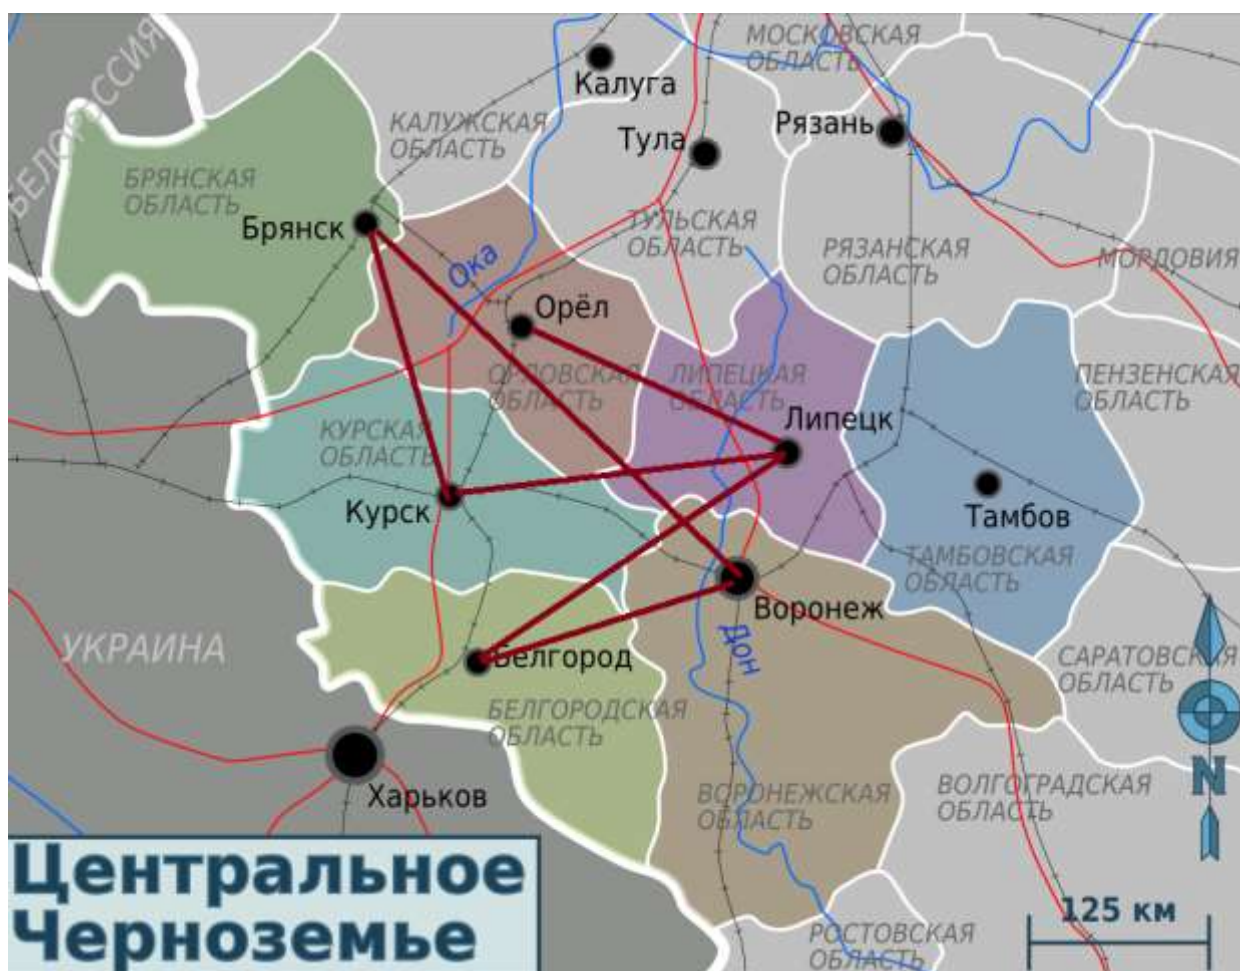 БЕЛОРОССИЯ
МОСКОВСКАЯ
ОБЛАСТЬ
Калуга
КАЛУЖСКАЯ
ОБЛАСТЬ
Тула
Рязань
БРЯНСКАЯ
ОБЛАСТЬ
Брянск
Ока
ТУЛЬСКАЯ
ОБЛАСТЬ
РЯЗАНСКАЯ
ОБЛАСТЬ
МОРДОВИЯ
Орёл
ОРЛОВСКАЯ
ОБЛАСТЬ
ЛИПЕЦКАЯ
ОБЛАСТЬ
ПЕНЗЕНСКАЯ
ОБЛАСТЬ
Липецк
КУРСКАЯ
ОБЛАСТЬ
Курск
Тамбов
ТАМБОВСКАЯ
ОБЛАСТЬ
Воронеж
УКРАИНА
Белгород
Дон
САРАТОВСКАЯ
ОБЛАСТЬ
БЕЛГОРОДСКАЯ
ОБЛАСТЬ
N
Харьков
ВОРОНЕЖСКАЯ
ОБЛАСТЬ
ВОЛГОГРАДСКАЯ
ОБЛАСТЬ
Центральное
Черноземье
125 км
РОСТОВСКАЯ
ОБЛАСТЬ